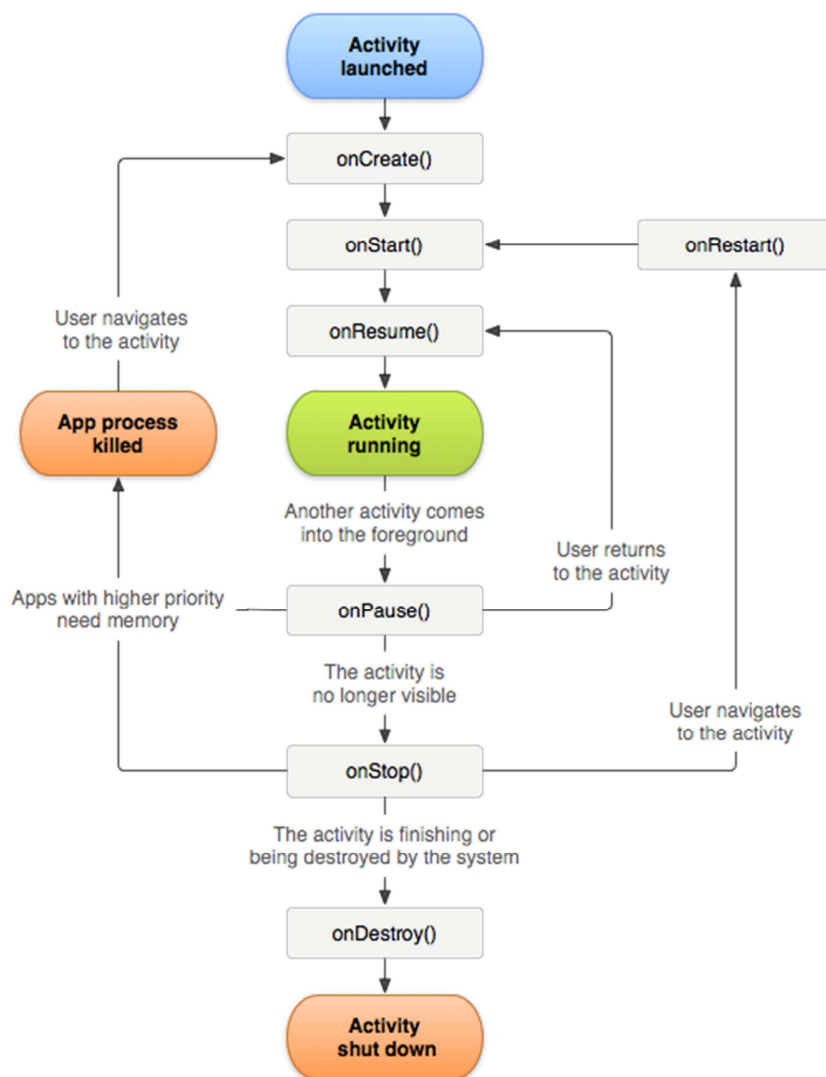 Activity
launched
onCreate()
onStart()
onRestart()
User navigates
to the activity
onResume()
App process
killed
Activity
running
Another activity comes
into the foreground
User returns
to the activity
Apps with higher priority
need memory
onPause()
The activity is
no longer visible
User navigates
to the activity
onStop()
The activity is finishing or
being destroyed by the system
onDestroy()
Activity
shut down